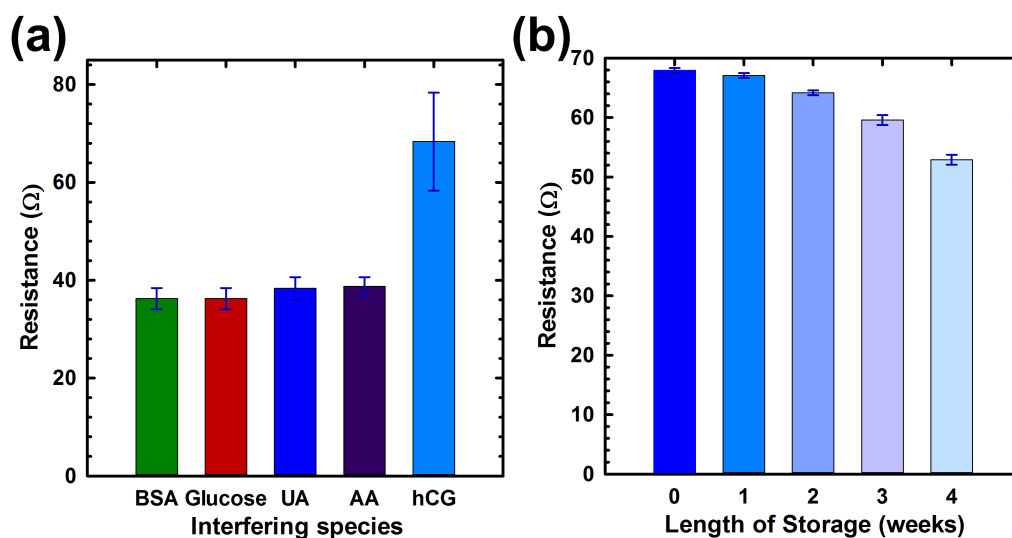 (a)
Resistance (Ω)
80
60
40
20
0
BSA Glucose UA AA hCG
Interfering species
(b)
Resistance (Ω)
70
60
50
40
30
20
10
0
0 1 2 3 4
Length of Storage (weeks)